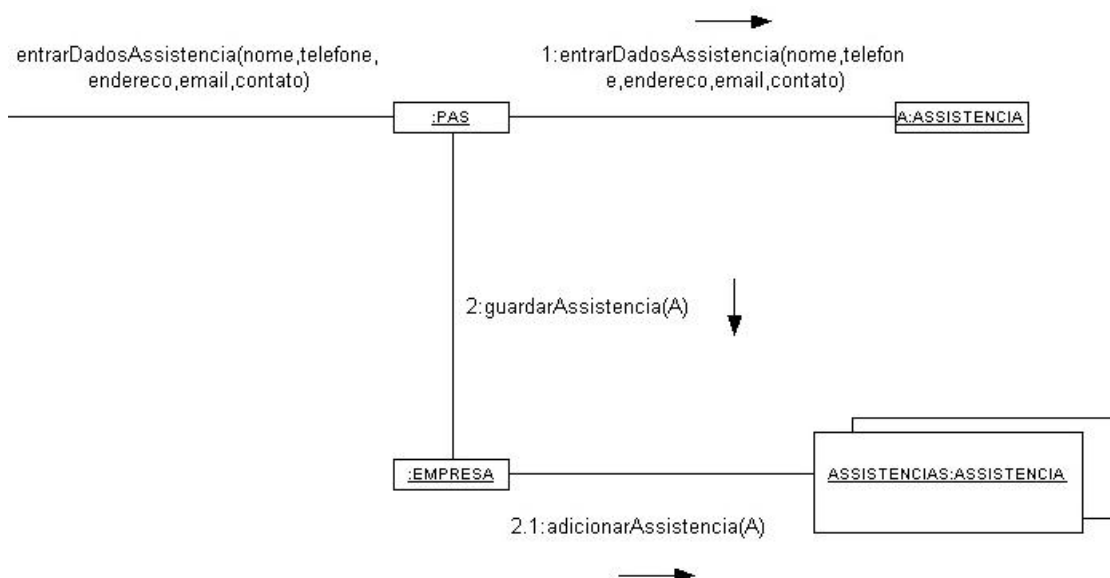 entrarDadosAssistencia(nome,telefone,
endereco,email,contato)
1:entrarDadosAssistencia(nome,telefon
e,endereco,email,contato)
:PAS
A:ASSISTENCIA
2:guardarAssistencia(A)
:EMPRESA
ASSISTENCIAS:ASSISTENCIA
2.1:adicionarAssistencia(A)